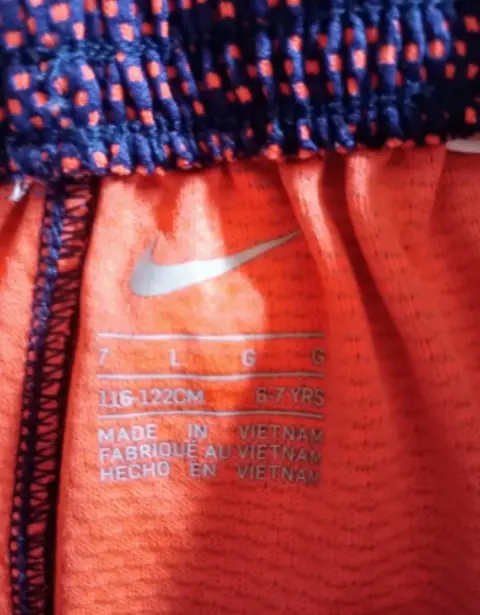 7 L G G
116-122CM 6-7 YRS
MADE IN VIETNAM
FABRIQUÉ AU VIETNAM
HECHO EN VIETNAM